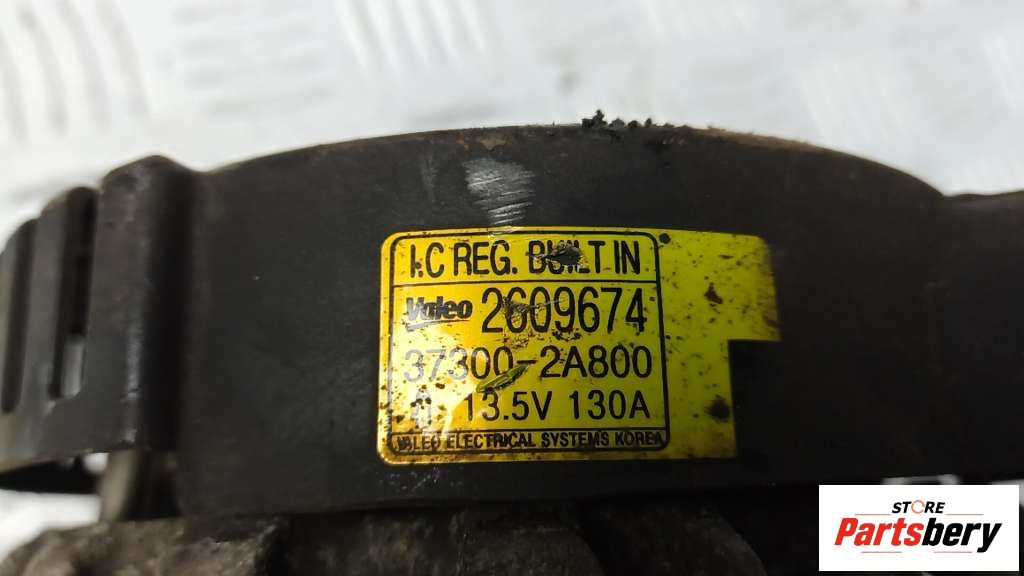 I.C REG. BUILT IN
Valeo 2609674
37300-2A800
13.5V 130A
VALEO ELECTRICAL SYSTEMS KOREA
STORE
Partsbery